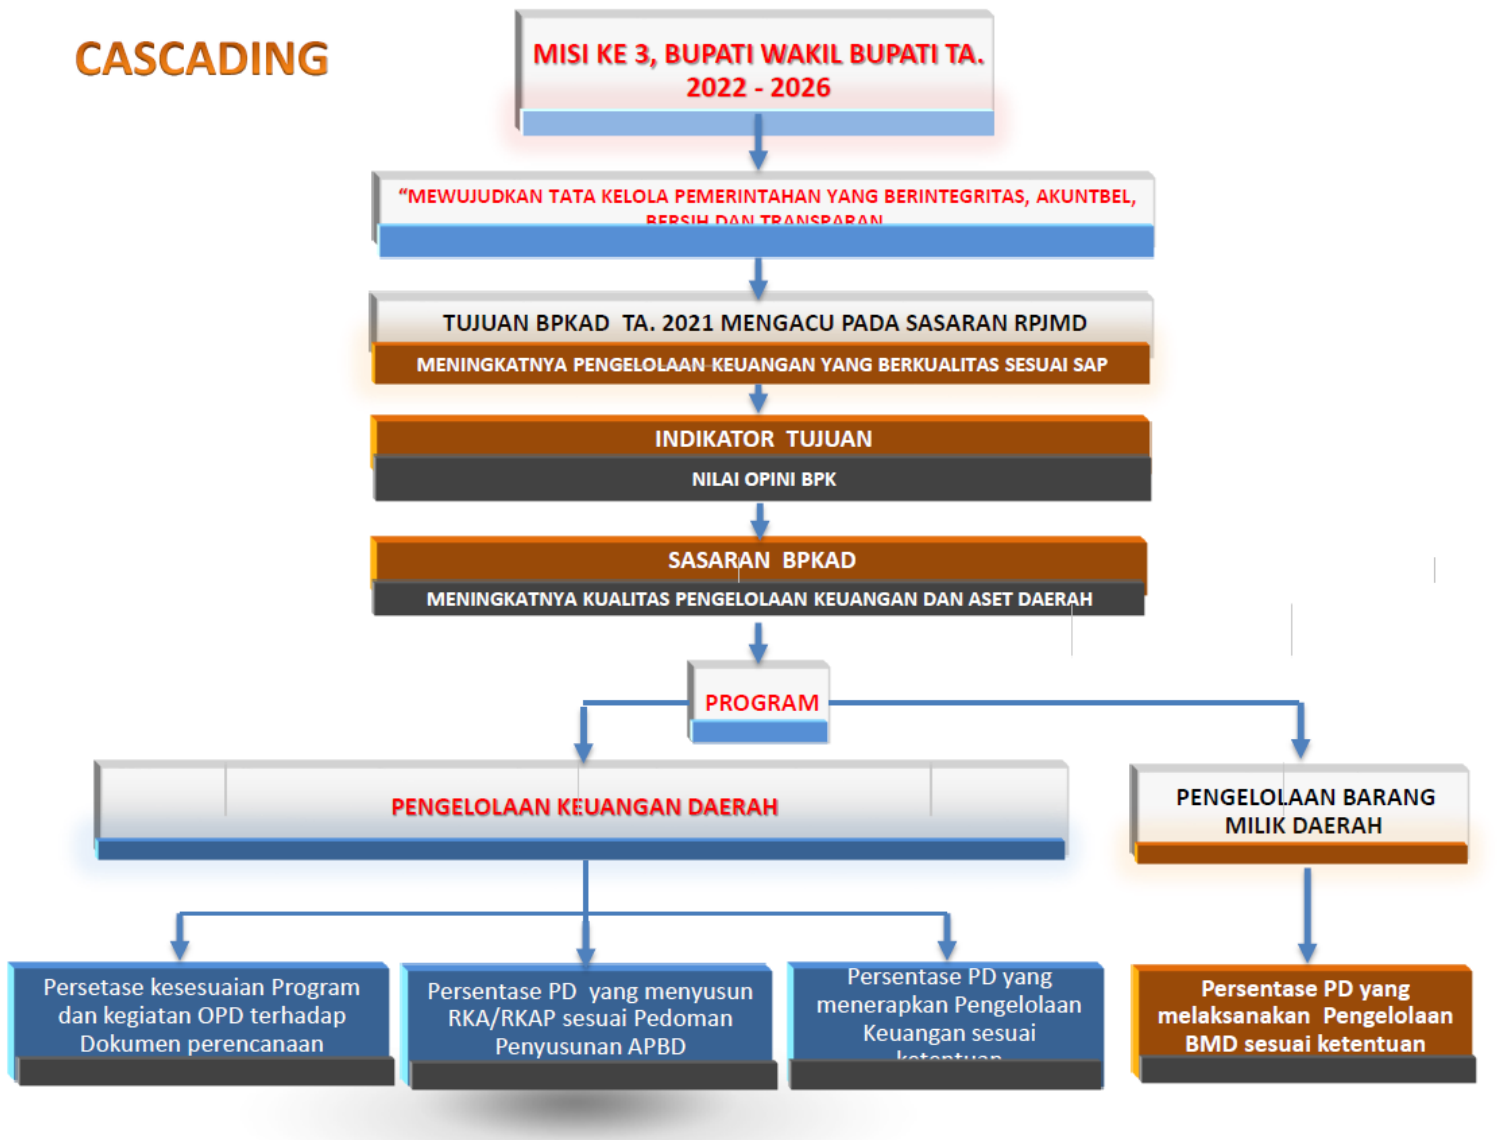 CASCADING
MISI KE 3, BUPATI WAKIL BUPATI TA.
2022 - 2026
“MEWUJUDKAN TATA KELOLA PEMERINTAHAN YANG BERINTEGRITAS, AKUNTBEL,
BERSIH DAN TRANSPARAN
TUJUAN BPKAD TA. 2021 MENGACU PADA SASARAN RPJMD
MENINGKATNYA PENGELOLAAN KEUANGAN YANG BERKUALITAS SESUAI SAP
INDIKATOR TUJUAN
NILAI OPINI BPK
SASARAN BPKAD
MENINGKATNYA KUALITAS PENGELOLAAN KEUANGAN DAN ASET DAERAH
PROGRAM
PENGELOLAAN KEUANGAN DAERAH
PENGELOLAAN BARANG
MILIK DAERAH
Persetase kesesuaian Program
dan kegiatan OPD terhadap
Dokumen perencanaan
Persentase PD yang menyusun
RKA/RKAP sesuai Pedoman
Penyusunan APBD
Persentase PD yang
menerapkan Pengelolaan
Keuangan sesuai
ketentuan
Persentase PD yang
melaksanakan Pengelolaan
BMD sesuai ketentuan